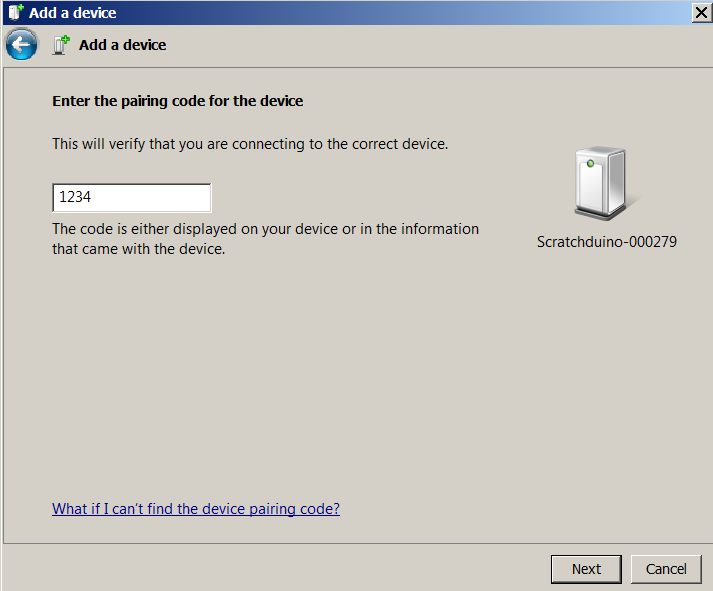 Add a device
Add a device
Enter the pairing code for the device
This will verify that you are connecting to the correct device.
1234
The code is either displayed on your device or in the information
that came with the device.
Scratchduino-000279
What if I can't find the device pairing code?
Next
Cancel